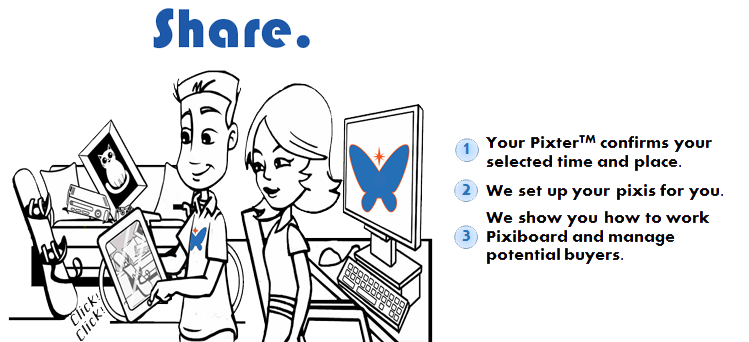 Share.
Click!
Click!
1 Your Pixter™ confirms your
selected time and place.
2 We set up your pixis for you.
We show you how to work
3 Pixiboard and manage
potential buyers.